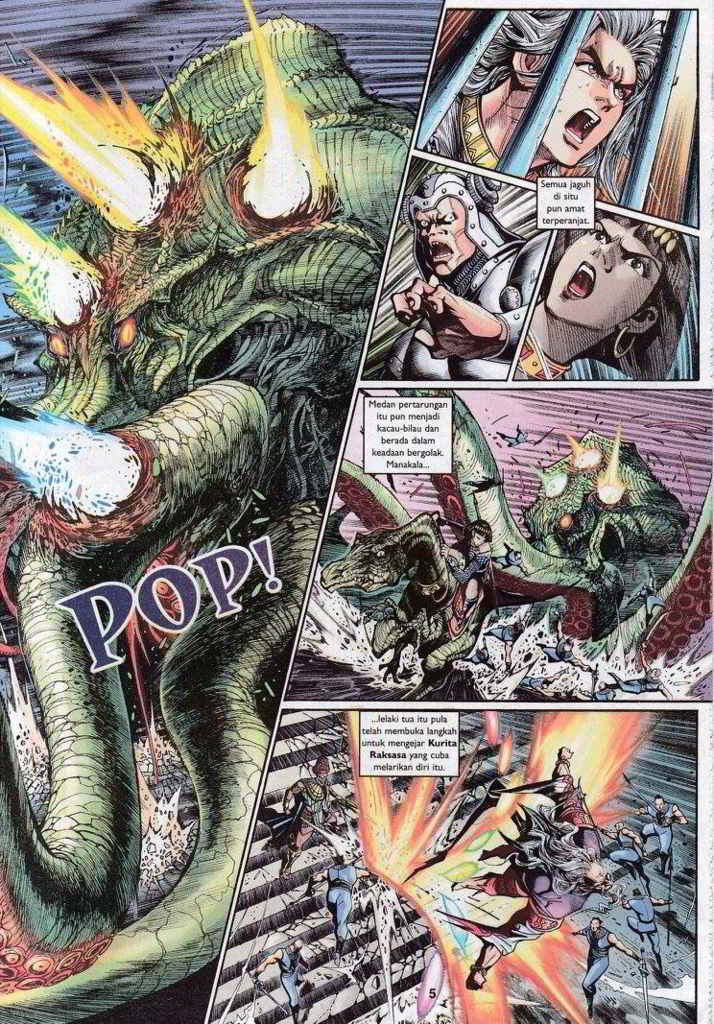 POP!
Semua jaguh
di situ
pun amat
terperanjat.
Medan pertarungan
itu pun menjadi
kacau-bilau dan
berada dalam
keadaan bergolak.
Manakala...
...lelaki tua itu pula
telah membuka langkah
untuk mengejar Kurita
Raksasa yang cuba
melarikan diri itu.
5